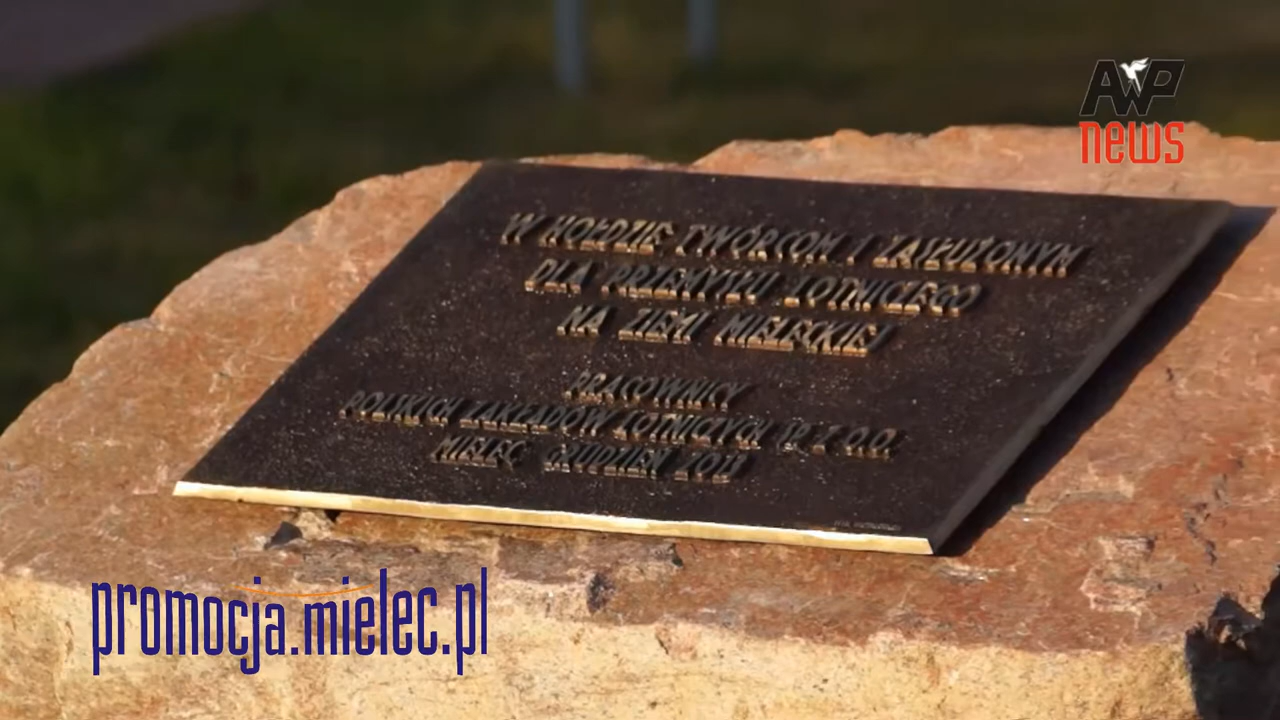 AWP
news
W HOŁDZIE TWÓRCOM I ZASŁUŻONYM
DLA PRZEMYSŁU LOTNICZEGO
NA ZIEMI MIELECKIEJ
PRACOWNICY
POLSKICH ZAKŁADÓW LOTNICZYCH SP. Z O.O.
MIELEC GRUDZIEŃ
promocja.mielec.pl